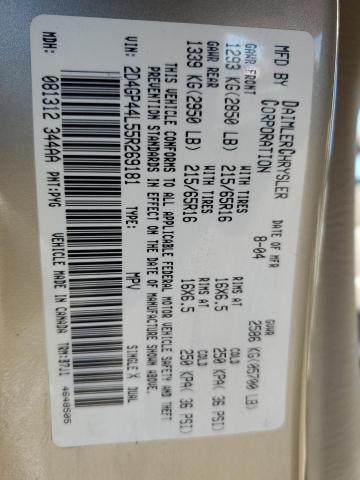 MFD BY DAIMLERCHRYSLER CORPORATION
DATE OF MFR 8-04
GVWR 2586 KG(05700 LB)
GAWR FRONT 1293 KG(2850 LB) WITH TIRES 215/65R16 RIMS AT 16X6.5 COLD 250 KPA( 36 PSI)
GAWR REAR 1339 KG(2950 LB) WITH TIRES 215/65R16 RIMS AT 16X6.5 COLD 250 KPA( 36 PSI)
THIS VEHICLE CONFORMS TO ALL APPLICABLE FEDERAL MOTOR VEHICLE SAFETY AND THEFT
PREVENTION STANDARDS IN EFFECT ON THE DATE OF MANUFACTURE SHOWN ABOVE.
VIN: 2D4GP44L55R269181 TYPE: MPV SINGLE X DUAL
MDH: 081312 344AA PNT:PYG VEHICLE MADE IN CANADA TRM:B7J1 4648505